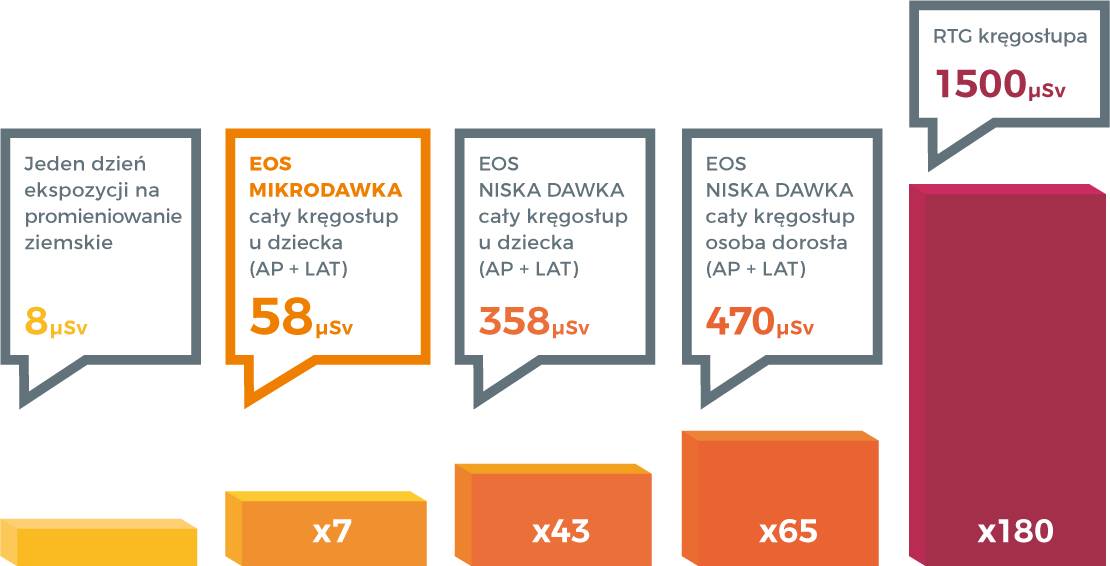 Jeden dzień
ekspozycji na
promieniowanie
ziemskie
8µSv
EOS
MIKRODAWKA
cały kręgosłup
u dziecka
(AP + LAT)
58µSv
EOS
NISKA DAWKA
cały kręgosłup
u dziecka
(AP + LAT)
358µSv
EOS
NISKA DAWKA
cały kręgosłup
osoba dorosła
(AP + LAT)
470µSv
RTG kręgosłupa
1500µSv
x7
x43
x65
x180